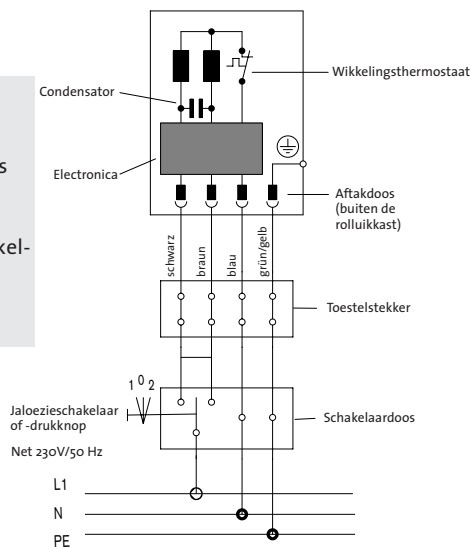 Wikkelingsthermostaat
Condensator
s
Electronica
Aftakdoos
(buiten de
rolluikkast)
kel-
schwarz
braun
blau
grün/gelb
Toestelstekker
1 0 2
Jaloezieschakelaar
of -drukknop
Schakelaardoos
Net 230V/50 Hz
L1
N
PE